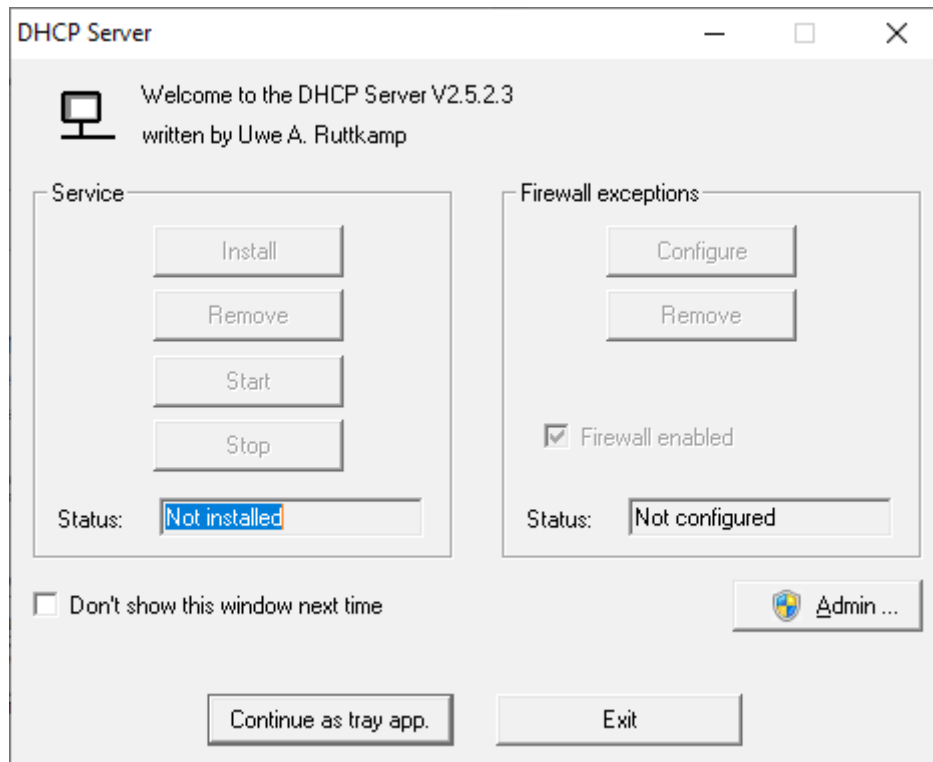 DHCP Server
Welcome to the DHCP Server V2.5.2.3
written by Uwe A. Ruttkamp
Service
Install
Remove
Start
Stop
Status: Not installed
Firewall exceptions
Configure
Remove
Firewall enabled
Status: Not configured
Don't show this window next time
Admin ...
Continue as tray app.
Exit